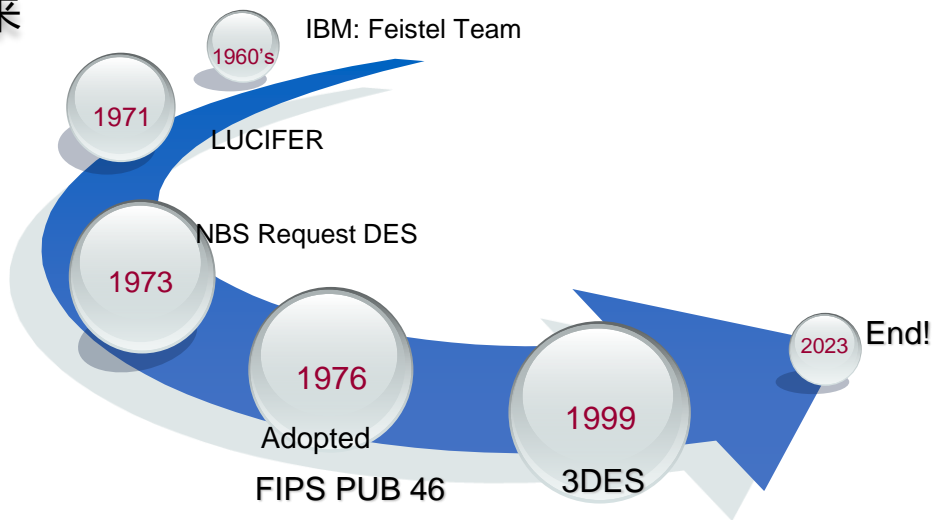 IBM: Feistel Team
1960's
1971
LUCIFER
NBS Request DES
1973
1976
Adopted
FIPS PUB 46
1999
3DES
2023
End!